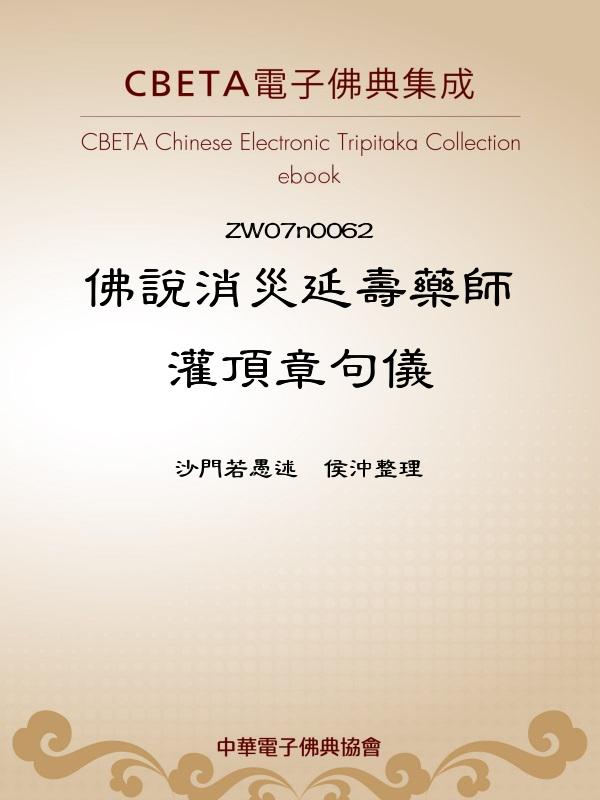 CBETA電子佛典集成
CBETA Chinese Electronic Tripitaka Collection
ebook
ZW07n0062
佛說消災延壽藥師
灌頂章句儀
沙門若愚述　侯沖整理
中華電子佛典協會